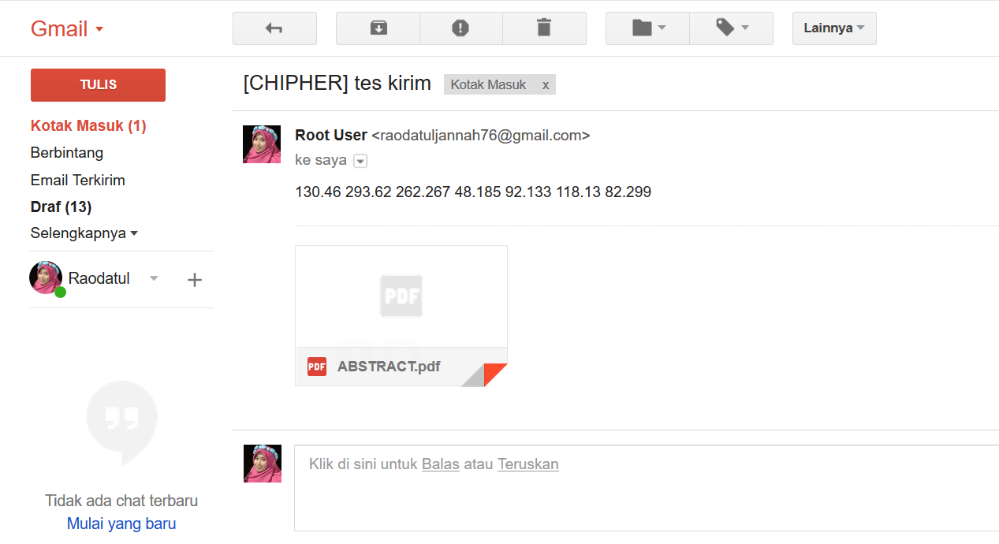 Gmail
Lainnya
TULIS
[CHIPHER] tes kirim Kotak Masuk x
Kotak Masuk (1)
Berbintang
Email Terkirim
Draf (13)
Selengkapnya
Raodatul
Root User <raodatuljannah76@gmail.com>
ke saya
130.46 293.62 262.267 48.185 92.133 118.13 82.299
PDF
PDF ABSTRACT.pdf
Klik di sini untuk Balas atau Teruskan
Tidak ada chat terbaru
Mulai yang baru